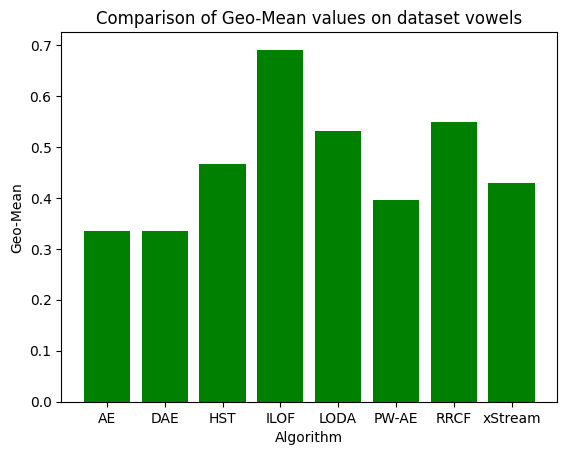 Comparison of Geo-Mean values on dataset vowels
0.7
0.6
0.5
0.4
0.3
0.2
0.1
0.0
Geo-Mean
AE DAE HST ILOF LODA PW-AE RRCF xStream
Algorithm